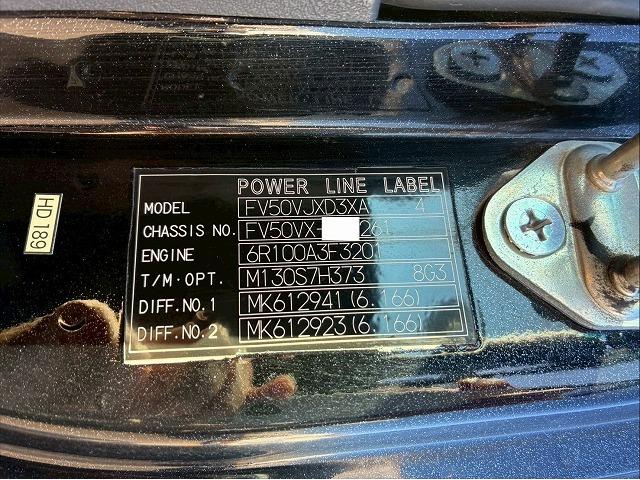 POWER LINE LABEL
MODEL FV50VJXD3XA 4
CHASSIS NO. FV50VX- 261
ENGINE 6R100A3F3201
T/M·OPT. M130S7H373 8G3
DIFF.NO.1 MK612941(6.166)
DIFF.NO.2 MK612923(6.166)
HD 189